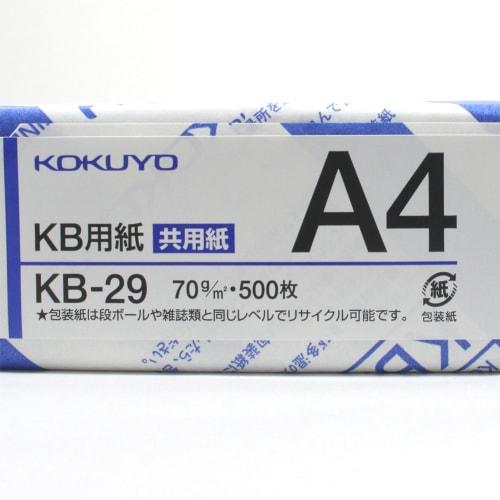 KOKUYO
KB用紙 共用紙
A4
KB-29 70g/m²・500枚
★包装紙は段ボールや雑誌類と同じレベルでリサイクル可能です。
紙
包装紙